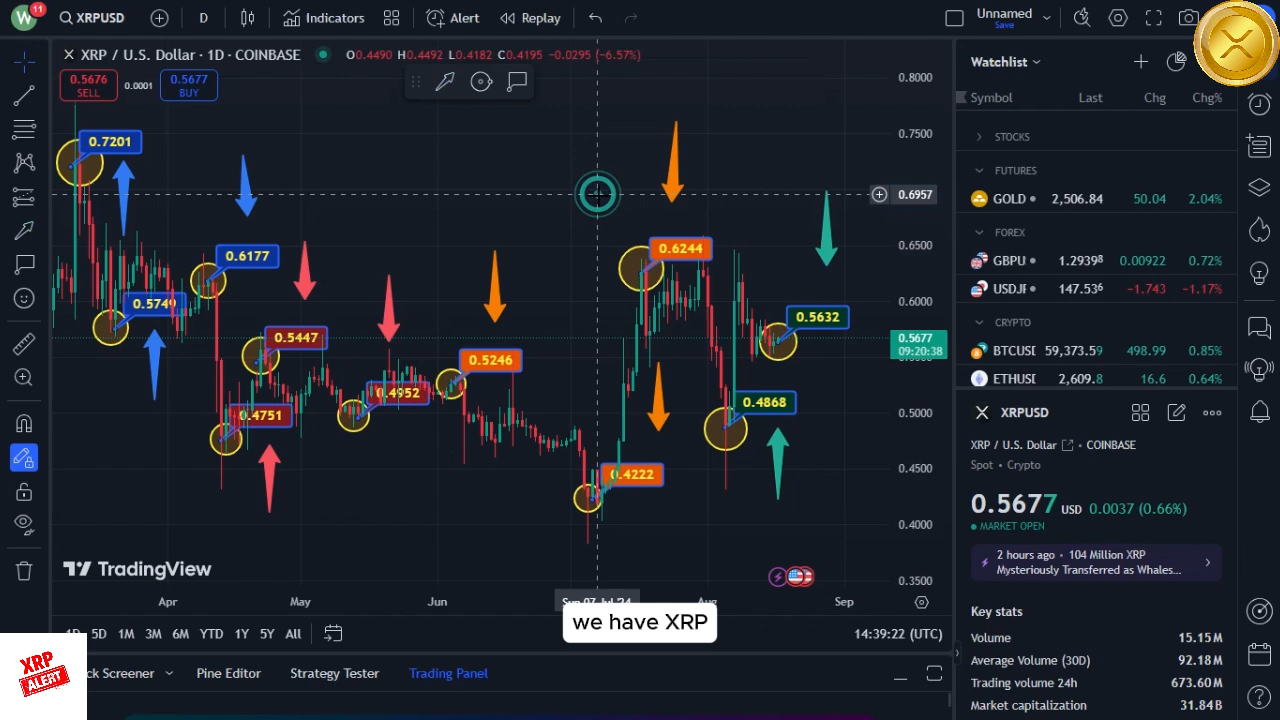 W 11 XRPUSD D Indicators Alert Replay Unnamed
Save
XRP / U.S. Dollar · 1D · COINBASE O0.4490 H0.4492 L0.4182 C0.4195 -0.0295 (-6.57%)
0.5676
SELL
0.0001
0.5677
BUY
0.7201
0.5749
0.6177
0.4751
0.5447
0.4952
0.5246
0.4222
0.6244
0.4868
0.5632
0.8000
0.7500
0.6957
0.6500
0.6000
0.5677
09:20:38
0.5000
0.4500
0.4000
0.3500
TradingView
Apr May Jun Sun 07 Jul '24 Aug Sep
we have XRP
5D 1M 3M 6M YTD 1Y 5Y All 14:39:22 (UTC)
XRP
ALERT
ck Screener Pine Editor Strategy Tester Trading Panel
Watchlist
Symbol Last Chg Chg%
STOCKS
FUTURES
GOLD 2,506.84 50.04 2.04%
FOREX
GBPU 1.29398 0.00922 0.72%
USDJF 147.536 -1.743 -1.17%
CRYPTO
BTCUSI 59,373.59 498.99 0.85%
ETHUSI 2,609.8 16.6 0.64%
XRPUSD
XRP / U.S. Dollar COINBASE
Spot • Crypto
0.5677 USD 0.0037 (0.66%)
MARKET OPEN
2 hours ago · 104 Million XRP
Mysteriously Transferred as Whales...
Key stats
Volume 15.15M
Average Volume (30D) 92.18M
Trading volume 24h 673.60M
Market capitalization 31.84B